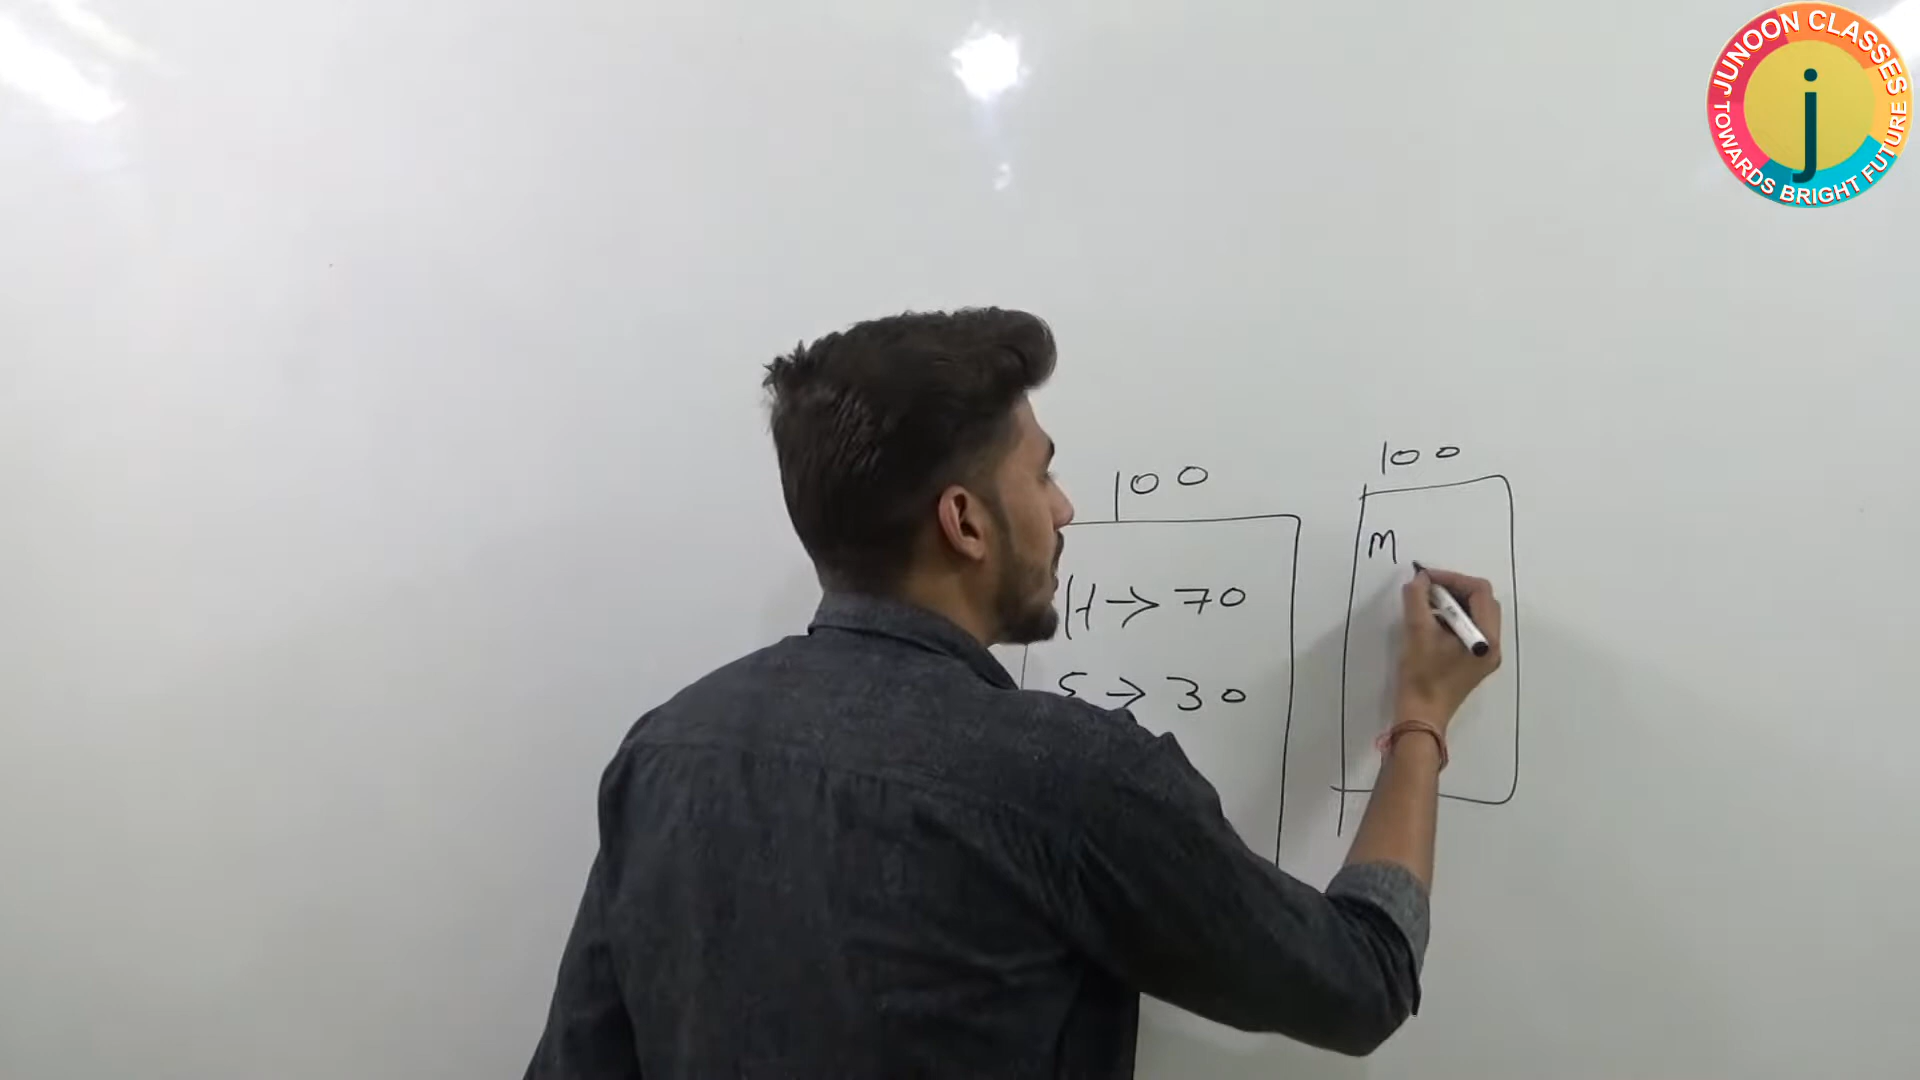 JUNOON CLASSES
TOWARDS BRIGHT FUTURE
j
100
H → 70
S → 30
100
M